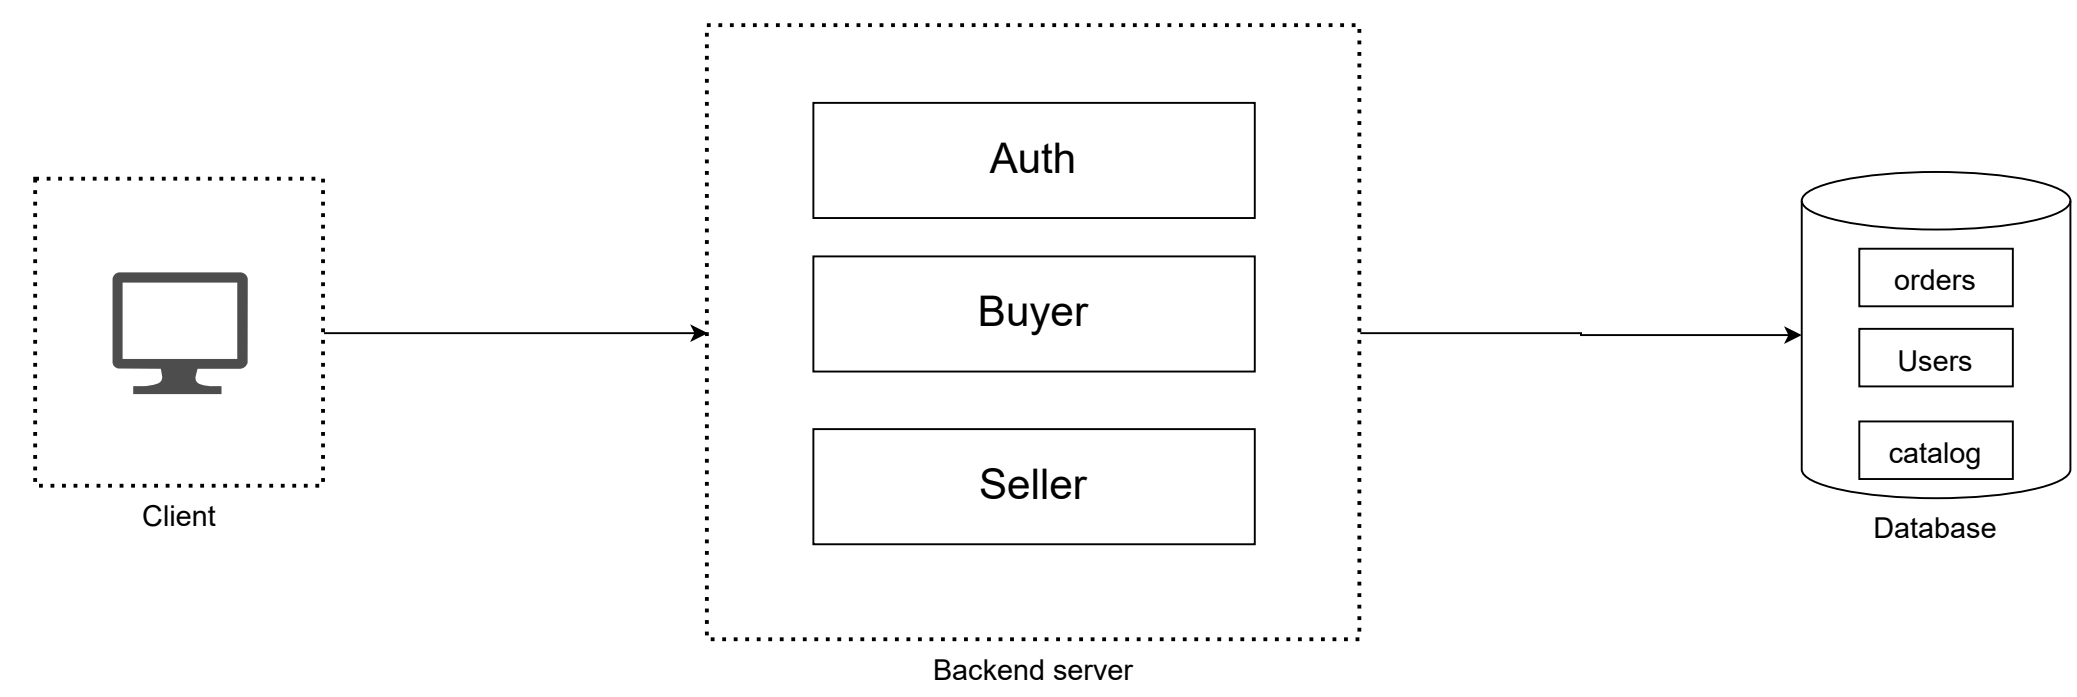 Auth
Buyer
Seller
orders
Users
catalog
Client
Database
Backend server